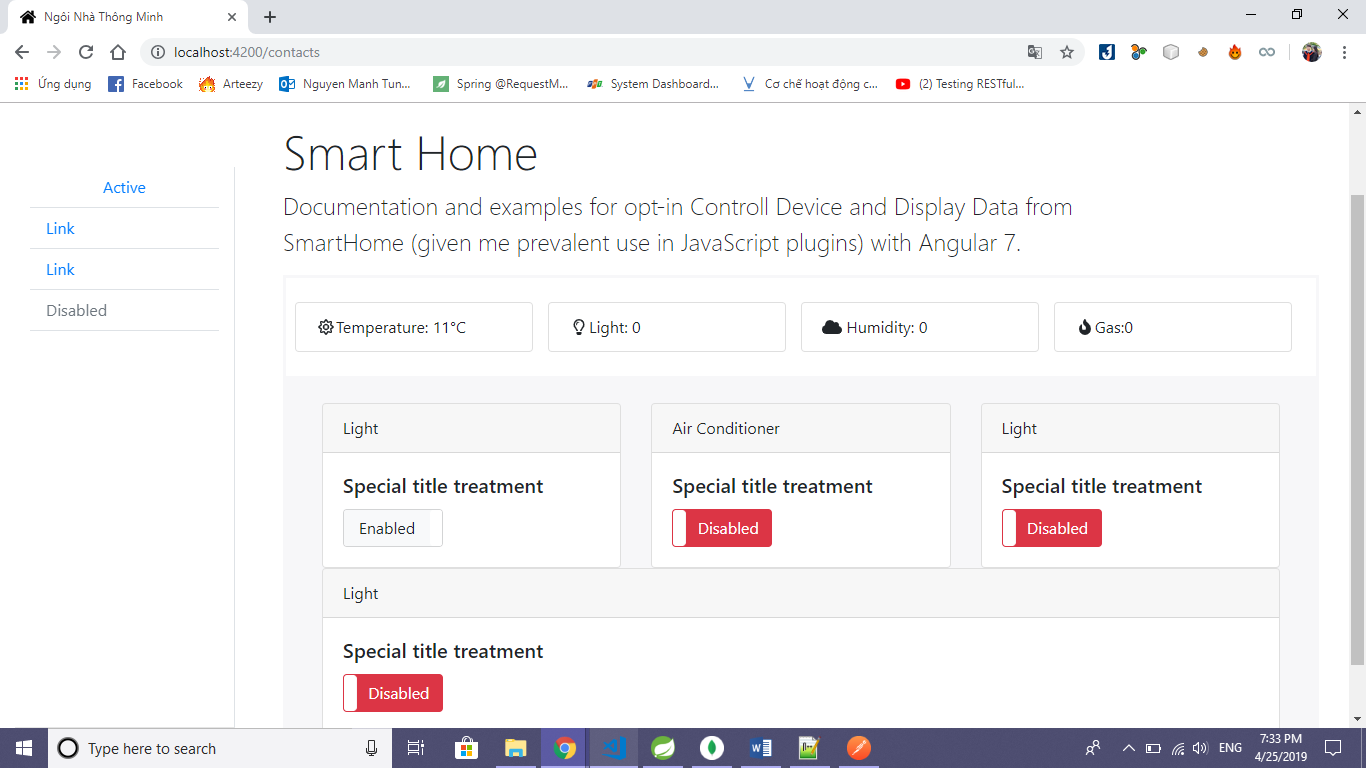 Ngôi Nhà Thông Minh
localhost:4200/contacts
Ứng dụng
Facebook
Arteezy
Nguyen Manh Tun...
Spring @RequestM...
System Dashboard...
Cơ chế hoạt động c...
(2) Testing RESTful...
Active
Link
Link
Disabled
Smart Home
Documentation and examples for opt-in Controll Device and Display Data from
SmartHome (given me prevalent use in JavaScript plugins) with Angular 7.
Temperature: 11°C
Light: 0
Humidity: 0
Gas:0
Light
Special title treatment
Enabled
Air Conditioner
Special title treatment
Disabled
Light
Special title treatment
Disabled
Light
Special title treatment
Disabled
Type here to search
ENG
7:33 PM
4/25/2019